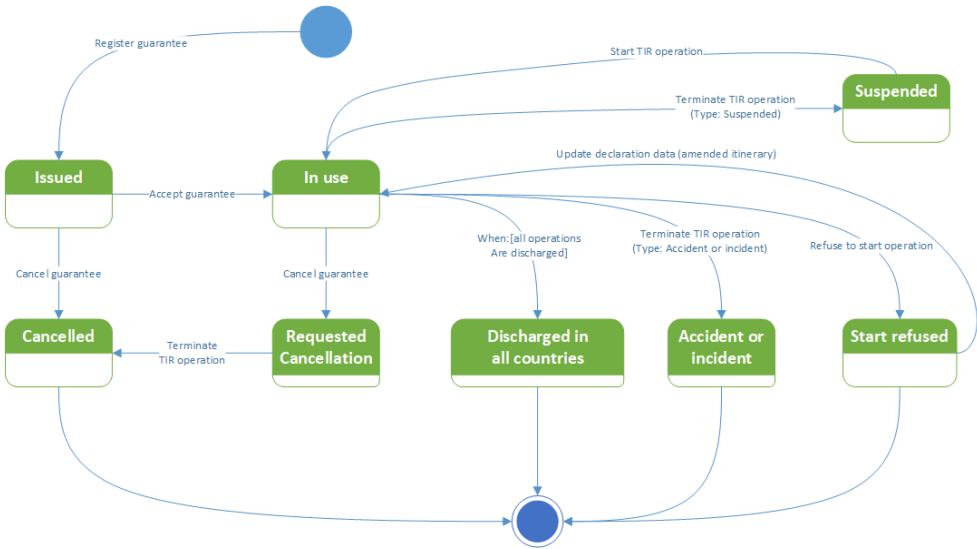 Register guarantee
Start TIR operation
Suspended
Terminate TIR operation
(Type: Suspended)
Update declaration data (amended itinerary)
Issued
Accept guarantee
In use
When:[all operations
Are discharged]
Terminate TIR operation
(Type: Accident or incident)
Refuse to start operation
Cancel guarantee
Cancel guarantee
Cancelled
Terminate
TIR operation
Requested
Cancellation
Discharged in
all countries
Accident or
incident
Start refused